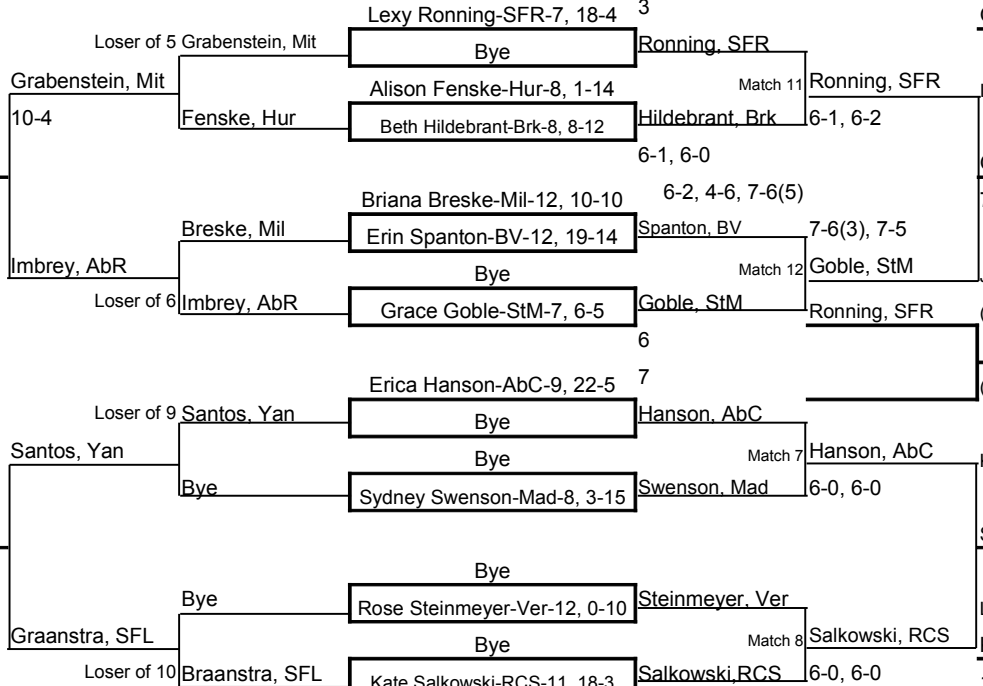 Lexy Ronning-SFR-7, 18-4 3
Loser of 5 Grabenstein, Mit Bye Ronning, SFR
Grabenstein, Mit Alison Fenske-Hur-8, 1-14 Match 11 Ronning, SFR
10-4 Fenske, Hur Beth Hildebrant-Brk-8, 8-12 Hildebrant, Brk 6-1, 6-2
6-1, 6-0
Briana Breske-Mil-12, 10-10 6-2, 4-6, 7-6(5)
Breske, Mil Erin Spanton-BV-12, 19-14 Spanton, BV 7-6(3), 7-5
Imbrey, AbR Bye Match 12 Goble, StM
Loser of 6 Imbrey, AbR Grace Goble-StM-7, 6-5 Goble, StM Ronning, SFR
6
Erica Hanson-AbC-9, 22-5 7
Loser of 9 Santos, Yan Bye Hanson, AbC
Santos, Yan Bye Match 7 Hanson, AbC
Bye Sydney Swenson-Mad-8, 3-15 Swenson, Mad 6-0, 6-0
Bye
Bye Rose Steinmeyer-Ver-12, 0-10 Steinmeyer, Ver
Graanstra, SFL Bye Match 8 Salkowski, RCS
Loser of 10 Braanstra, SFL Kate Salkowski-RCS-11, 18-3 Salkowski,RCS 6-0, 6-0